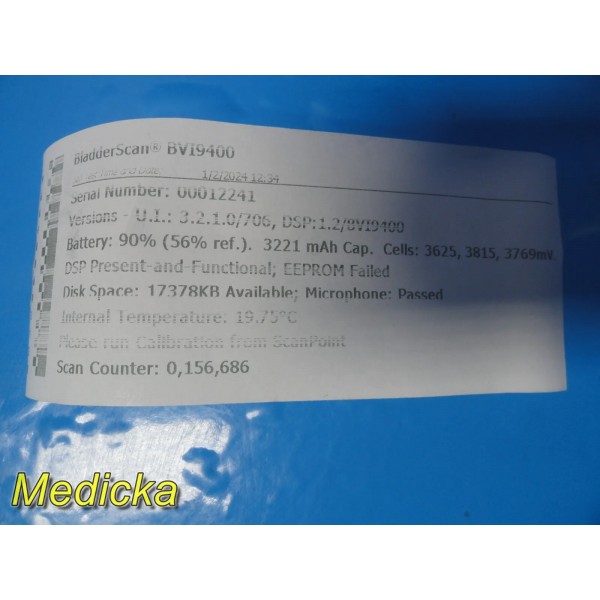 BladderScan® BVI9400
1/2/2024 12:34
Serial Number: 00012241
Versions - U.I.: 3.2.1.0/706, DSP:1.2/BVI9400
Battery: 90% (56% ref.). 3221 mAh Cap. Cells: 3625, 3815, 3769mV.
DSP Present-and-Functional; EEPROM Failed
Disk Space: 17378KB Available; Microphone: Passed
Internal Temperature: 19.75°C
Please run Calibration from ScanPoint
Scan Counter: 0,156,686
Medicka